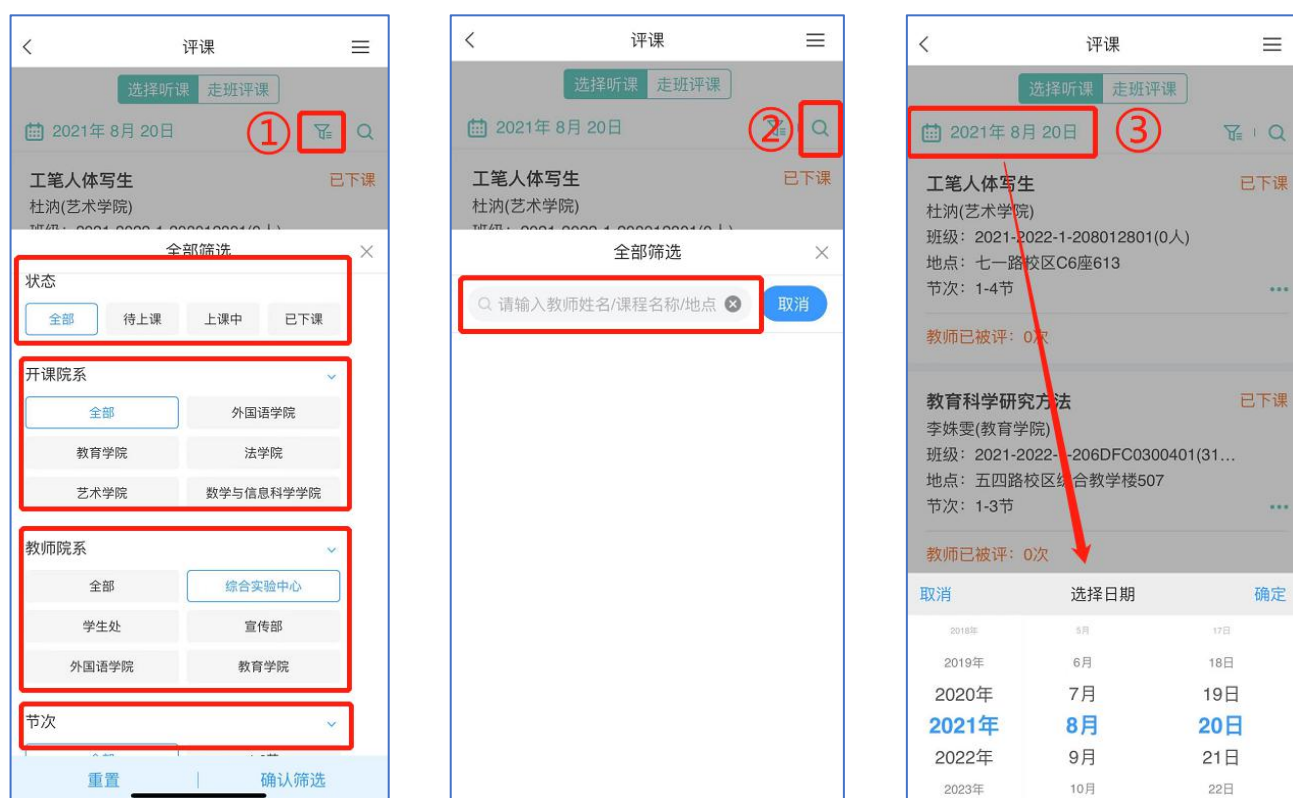 评课
选择听课 走班评课
2021年 8月 20日 ①
工笔人体写生 已下课
杜汭(艺术学院)
全部筛选
状态
全部 待上课 上课中 已下课
开课院系
全部 外国语学院
教育学院 法学院
艺术学院 数学与信息科学学院
教师院系
全部 综合实验中心
学生处 宣传部
外国语学院 教育学院
节次
重置 确认筛选
评课
选择听课 走班评课
2021年 8月 20日 ②
工笔人体写生 已下课
杜汭(艺术学院)
全部筛选
请输入教师姓名/课程名称/地点 取消
评课
选择听课 走班评课
2021年 8月 20日 ③
工笔人体写生 已下课
杜汭(艺术学院)
班级：2021-2022-1-208012801(0人)
地点：七一路校区C6座613
节次：1-4节
教师已被评：0次
教育科学研究方法 已下课
李姝雯(教育学院)
班级：2021-2022-1-206DFC0300401(31...
地点：五四路校区综合教学楼507
节次：1-3节
教师已被评：0次
取消 选择日期 确定
2018年 5月 17日
2019年 6月 18日
2020年 7月 19日
2021年 8月 20日
2022年 9月 21日
2023年 10月 22日